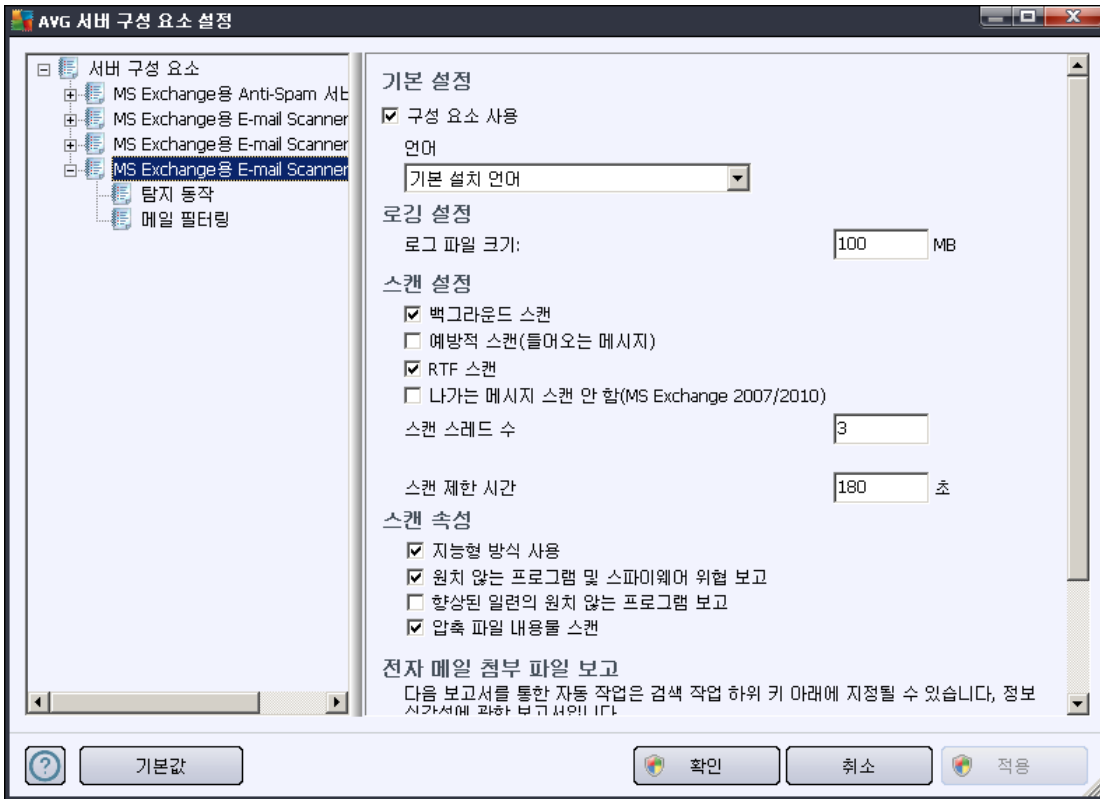 AVG 서버 구성 요소 설정
서버 구성 요소
MS Exchange용 Anti-Spam 서버
MS Exchange용 E-mail Scanner
MS Exchange용 E-mail Scanner
MS Exchange용 E-mail Scanner
탐지 동작
메일 필터링
기본 설정
구성 요소 사용
언어
기본 설치 언어
로깅 설정
로그 파일 크기:
100 MB
스캔 설정
백그라운드 스캔
예방적 스캔(들어오는 메시지)
RTF 스캔
나가는 메시지 스캔 안 함(MS Exchange 2007/2010)
스캔 스레드 수
3
스캔 제한 시간
180 초
스캔 속성
지능형 방식 사용
원치 않는 프로그램 및 스파이웨어 위협 보고
향상된 일련의 원치 않는 프로그램 보고
압축 파일 내용물 스캔
전자 메일 첨부 파일 보고
다음 보고서를 통한 자동 작업은 검색 작업 하위 키 아래에 지정될 수 있습니다, 정보
심각성에 관한 보고서입니다
기본값
확인
취소
적용